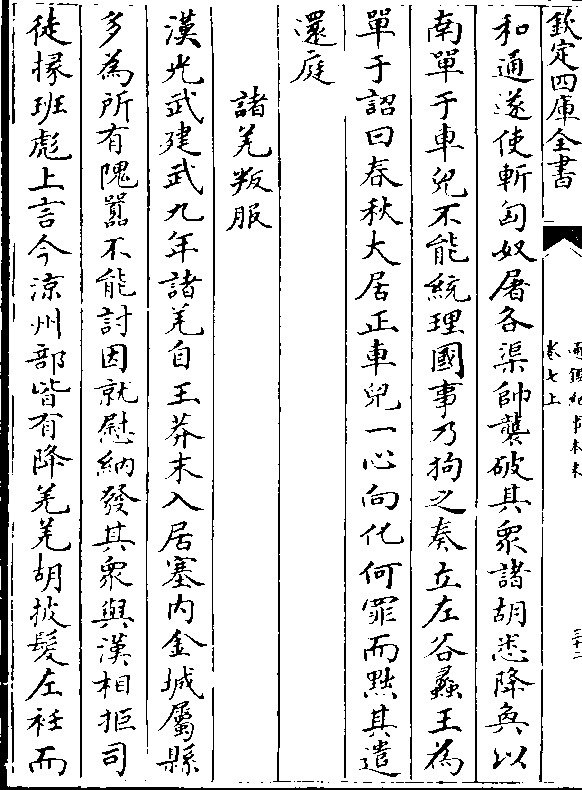 欽定四庫全書
通鑑紀事本末
卷七上
三十二
和通遂使斬匈奴屠各渠帥襲破其衆諸胡悉降奐以
南單于車兒不能統理國事乃拘之奏立左谷蠡王為
單于詔曰春秋大居正車兒一心向化何罪而黜其遣
還庭
諸羌叛服
漢光武建武九年諸羌自王莽末入居塞内金城屬縣
多為所有隗囂不能討因就慰納發其衆與漢相拒司
徒掾班彪上言今涼州部皆有降羌羌胡披髮左衽而